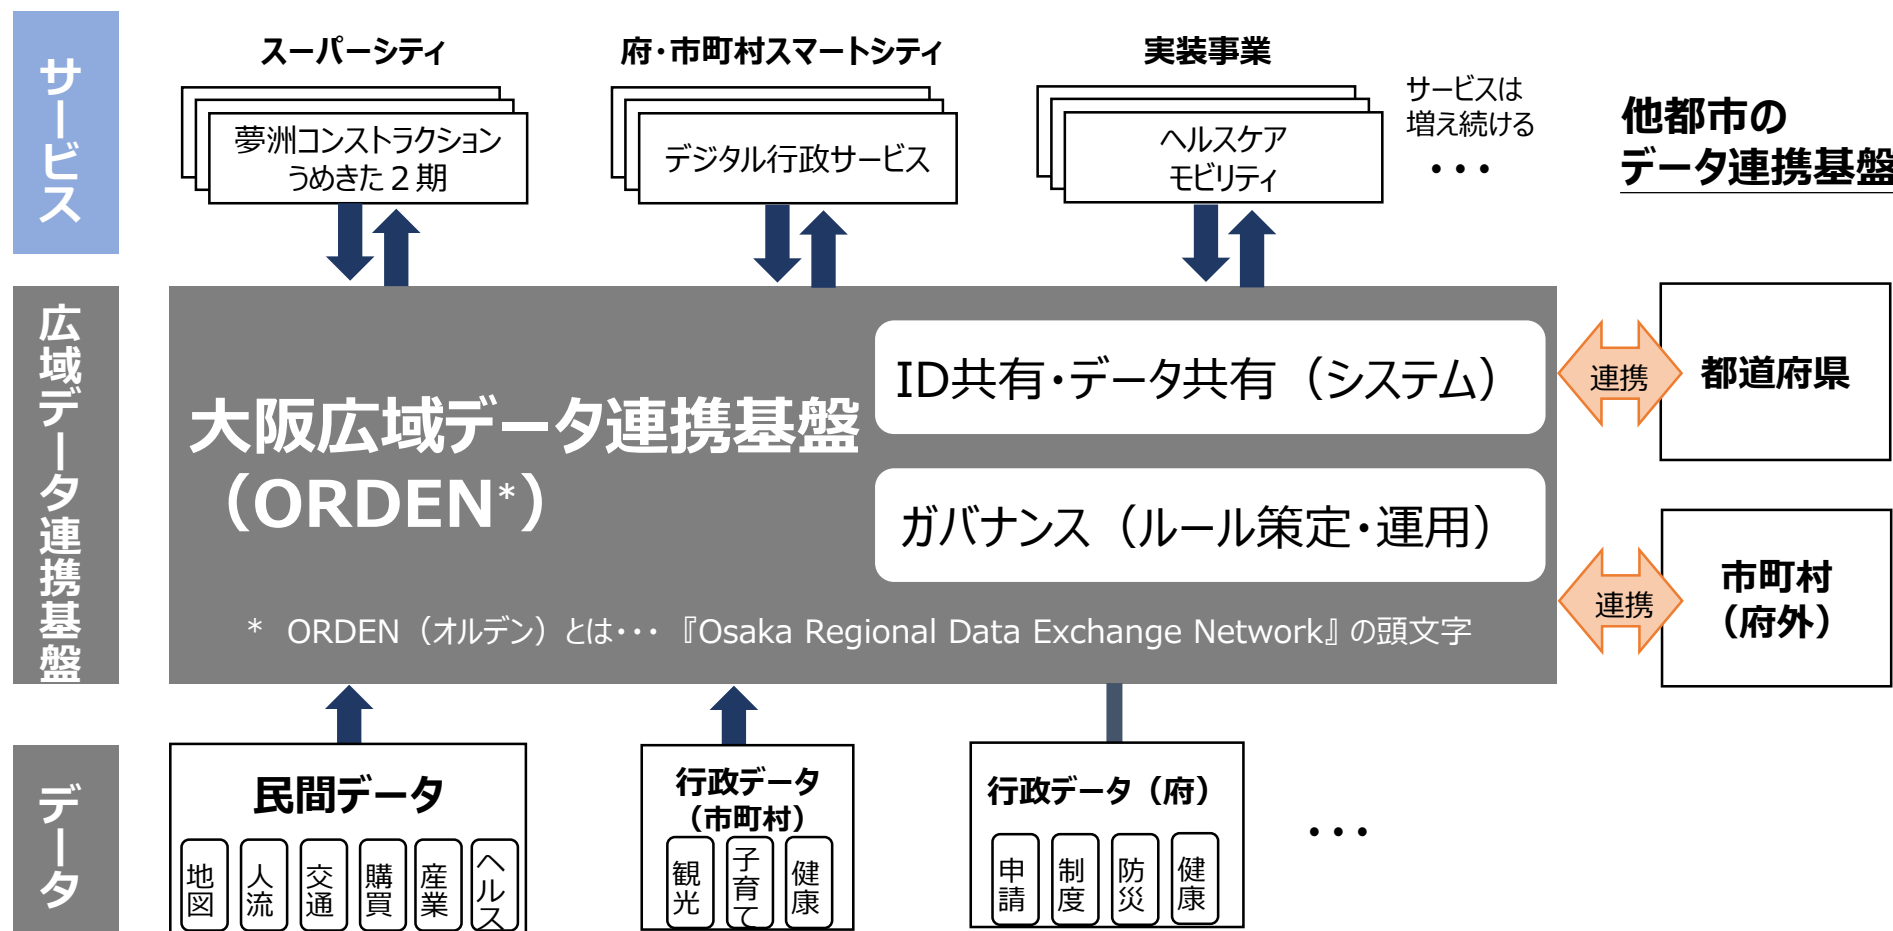 サービス
スーパーシティ
夢洲コンストラクション
うめきた2期
府・市町村スマートシティ
デジタル行政サービス
実装事業
ヘルスケア
モビリティ
サービスは
増え続ける
・・・
他都市の
データ連携基盤
広域データ連携基盤
大阪広域データ連携基盤
（ORDEN*）
ID共有・データ共有（システム）
ガバナンス（ルール策定・運用）
* ORDEN（オルデン）とは・・・『Osaka Regional Data Exchange Network』の頭文字
連携
都道府県
連携
市町村
（府外）
データ
民間データ
地図
人流
交通
購買
産業
ヘルス
行政データ
（市町村）
観光
子育て
健康
行政データ（府）
申請
制度
防災
健康
・・・